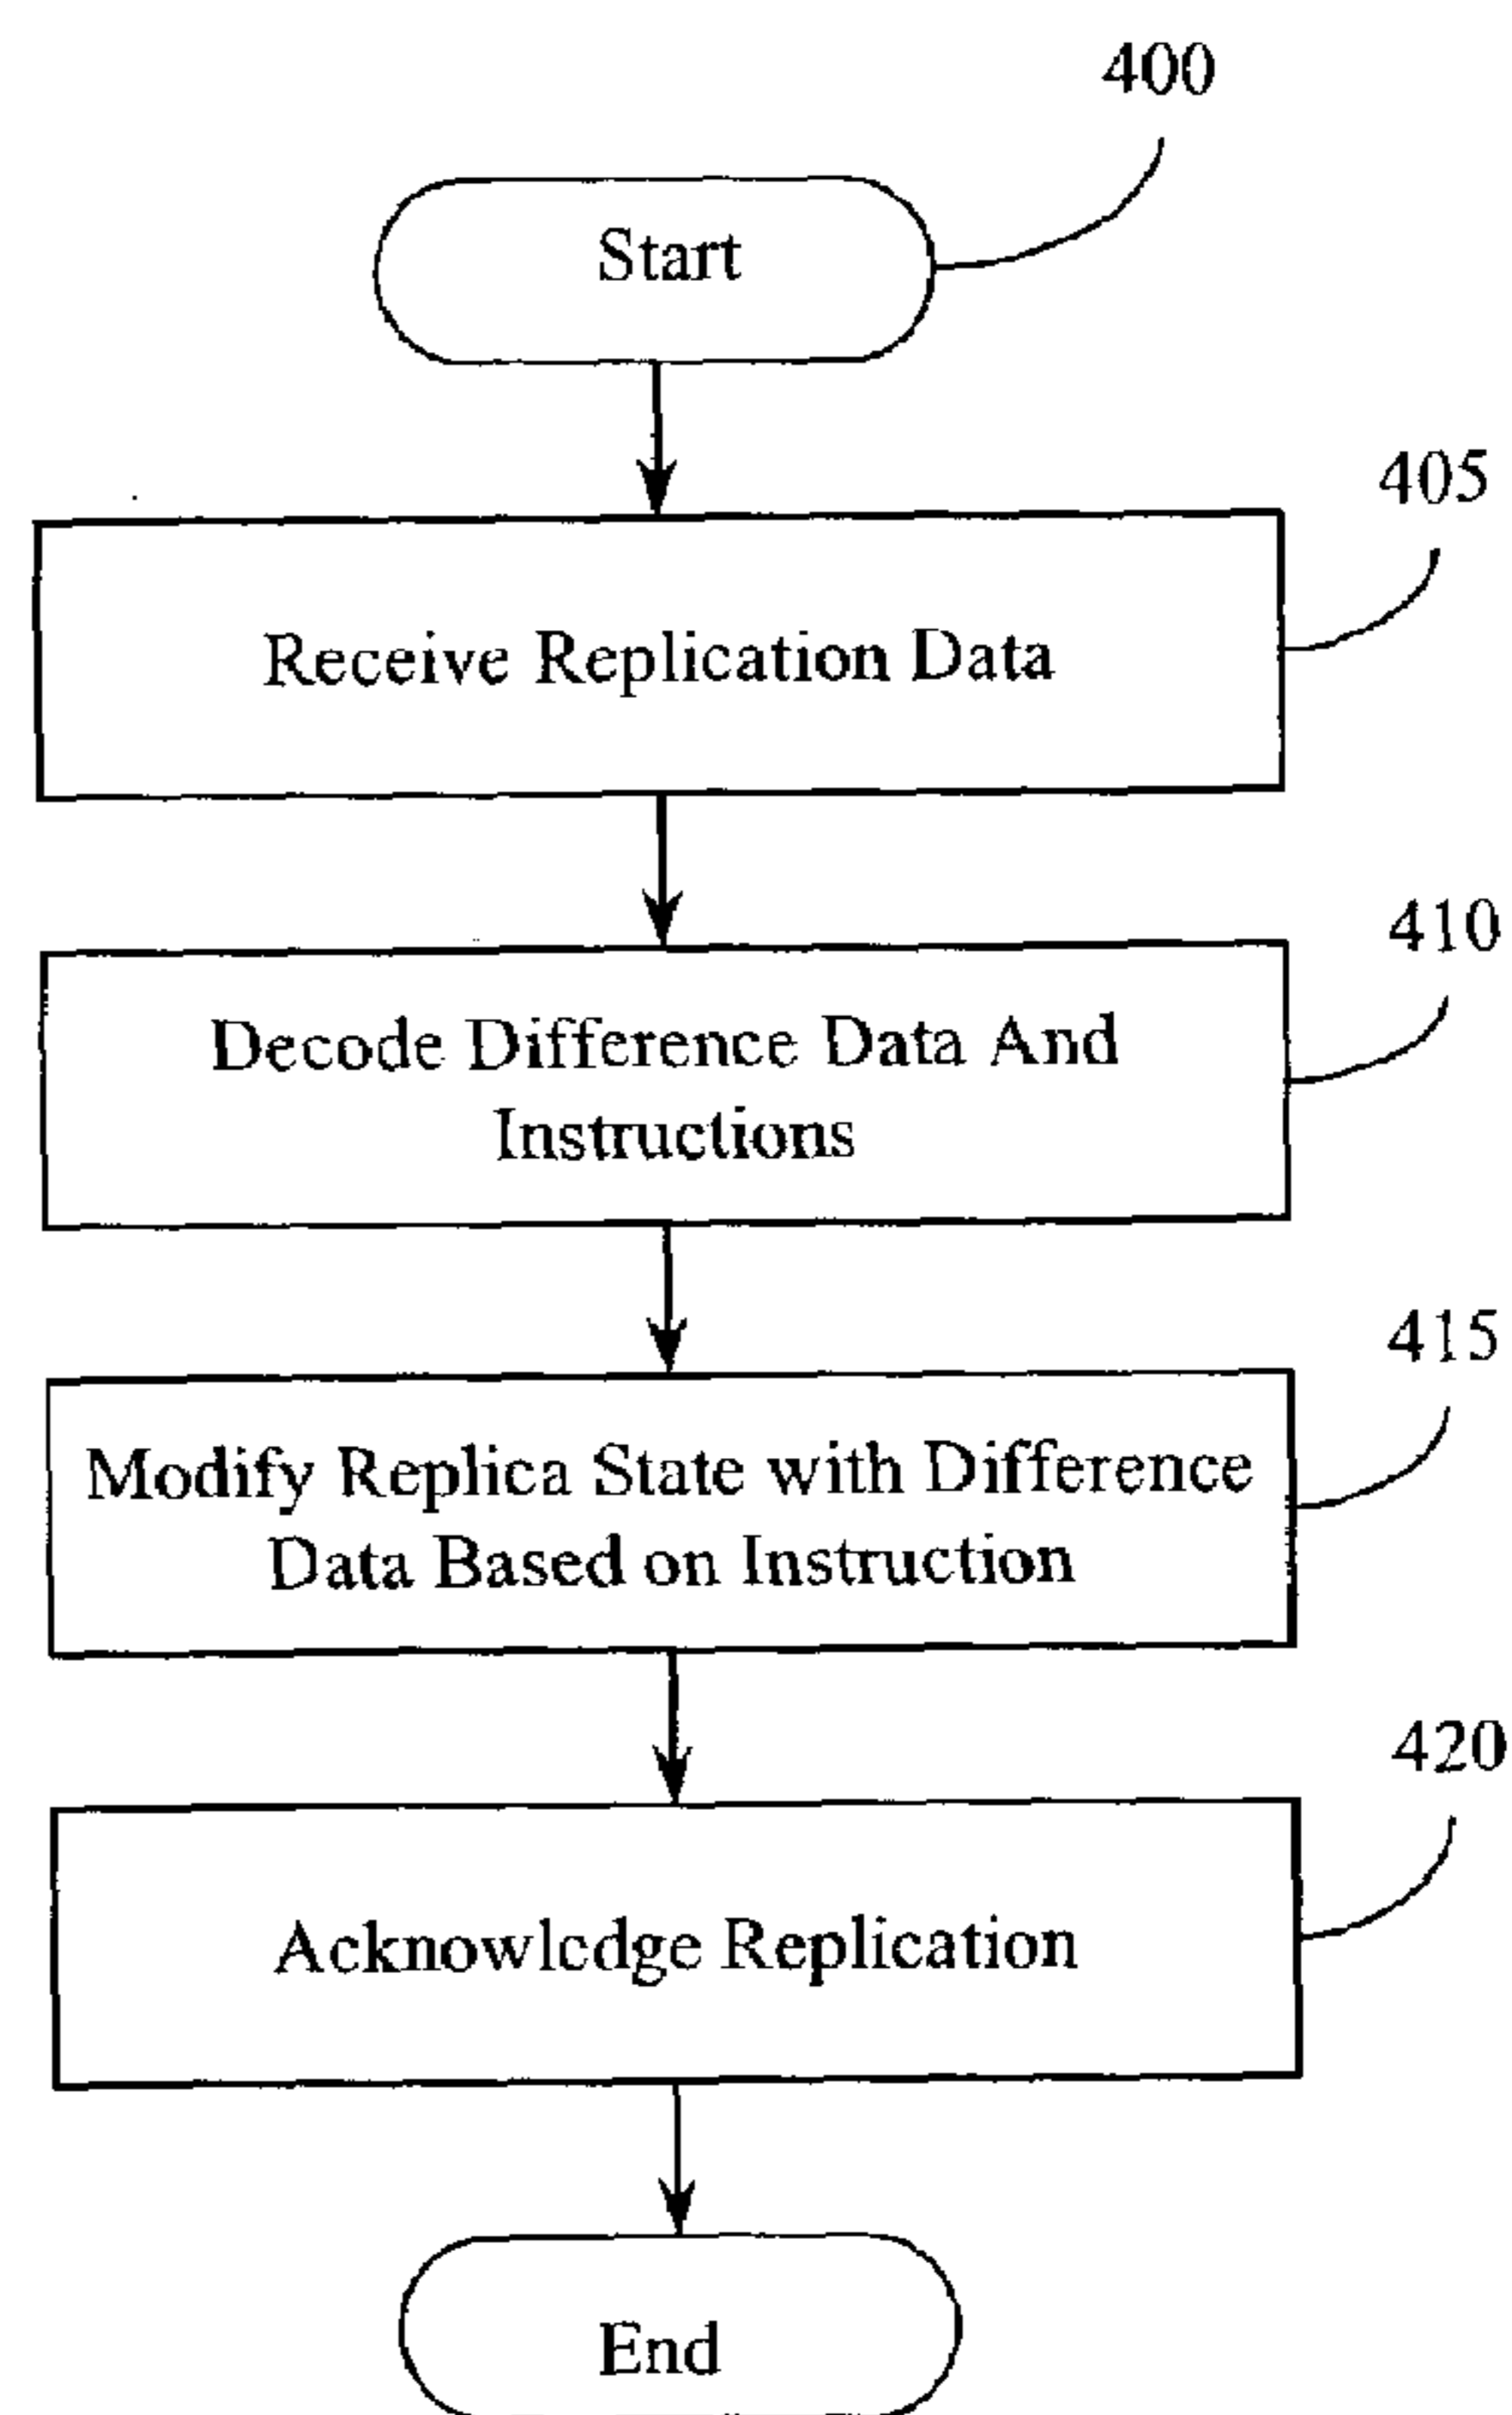 400
Start
405
Receive Replication Data
410
Decode Difference Data And
Instructions
415
Modify Replica State with Difference
Data Based on Instruction
420
Acknowledge Replication
End